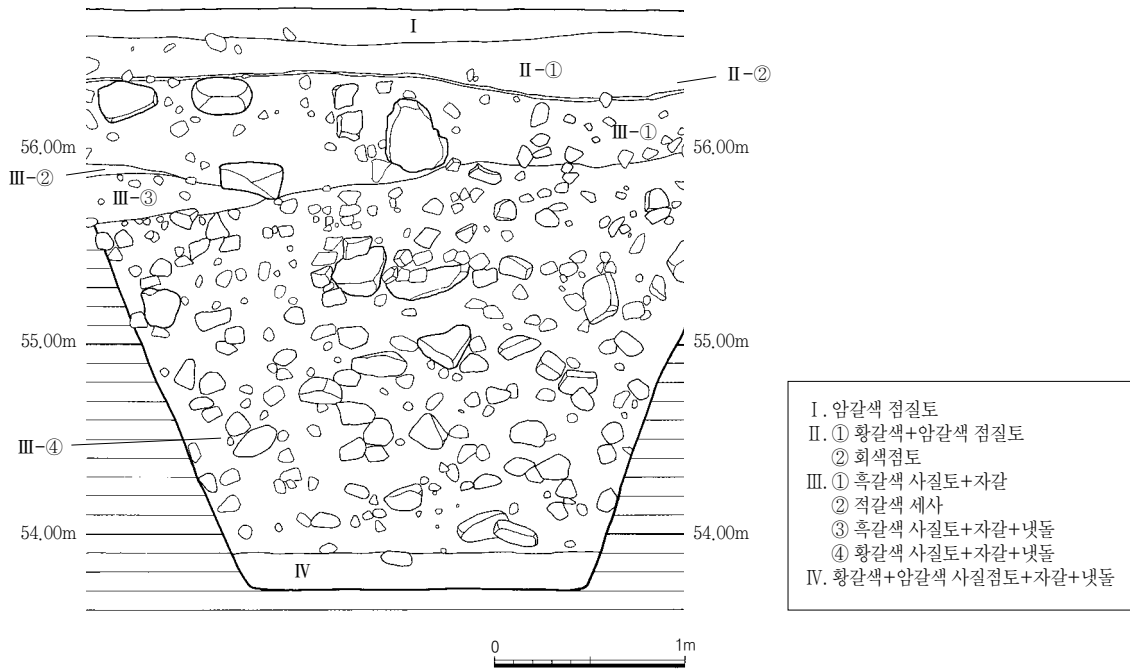 Ⅰ
Ⅱ-①
Ⅱ-②
Ⅲ-①
56.00m
56.00m
Ⅲ-②
Ⅲ-③
55.00m
55.00m
Ⅲ-④
54.00m
54.00m
Ⅳ
0
1m
Ⅰ. 암갈색 점질토
Ⅱ. ① 황갈색+암갈색 점질토
② 회색점토
Ⅲ. ① 흑갈색 사질토+자갈
② 적갈색 세사
③ 흑갈색 사질토+자갈+냇돌
④ 황갈색 사질토+자갈+냇돌
Ⅳ. 황갈색+암갈색 사질점토+자갈+냇돌